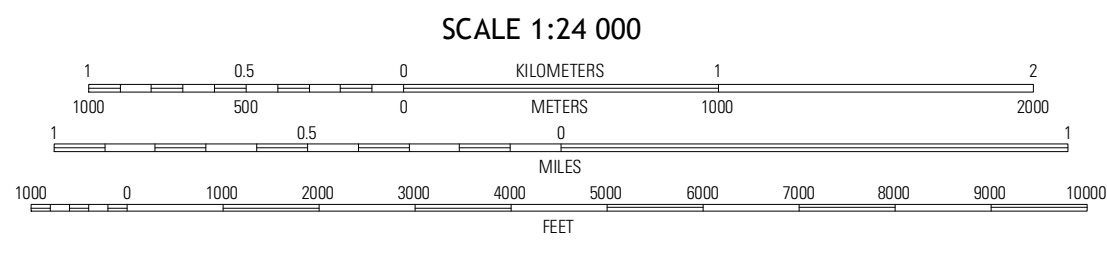 SCALE 1:24 000
1 0.5 0 KILOMETERS 1 2
1000 500 0 METERS 1000 2000
1 0.5 0 1
MILES
1000 0 1000 2000 3000 4000 5000 6000 7000 8000 9000 10000
FEET